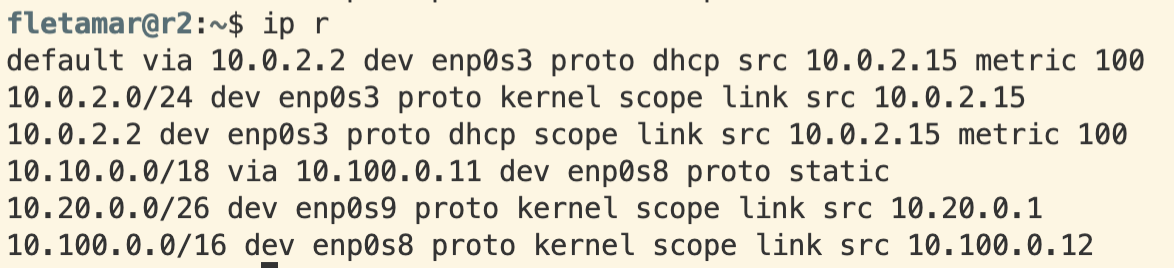 fletamar@r2:~$ ip r
default via 10.0.2.2 dev enp0s3 proto dhcp src 10.0.2.15 metric 100
10.0.2.0/24 dev enp0s3 proto kernel scope link src 10.0.2.15
10.0.2.2 dev enp0s3 proto dhcp scope link src 10.0.2.15 metric 100
10.10.0.0/18 via 10.100.0.11 dev enp0s8 proto static
10.20.0.0/26 dev enp0s9 proto kernel scope link src 10.20.0.1
10.100.0.0/16 dev enp0s8 proto kernel scope link src 10.100.0.12